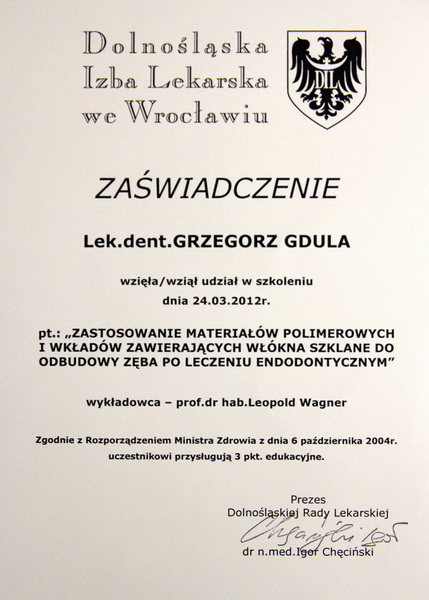 Dolnośląska
Izba Lekarska
we Wrocławiu
DIL
ZAŚWIADCZENIE
Lek.dent.GRZEGORZ GDULA
wzięła/wziął udział w szkoleniu
dnia 24.03.2012r.
pt.: „ZASTOSOWANIE MATERIAŁÓW POLIMEROWYCH
I WKŁADÓW ZAWIERAJĄCYCH WŁÓKNA SZKLANE DO
ODBUDOWY ZĘBA PO LECZENIU ENDODONTYCZNYM”
wykładowca – prof.dr hab.Leopold Wagner
Zgodnie z Rozporządzeniem Ministra Zdrowia z dnia 6 października 2004r.
uczestnikowi przysługują 3 pkt. edukacyjne.
Prezes
Dolnośląskiej Rady Lekarskiej
dr n.med.Igor Chęciński